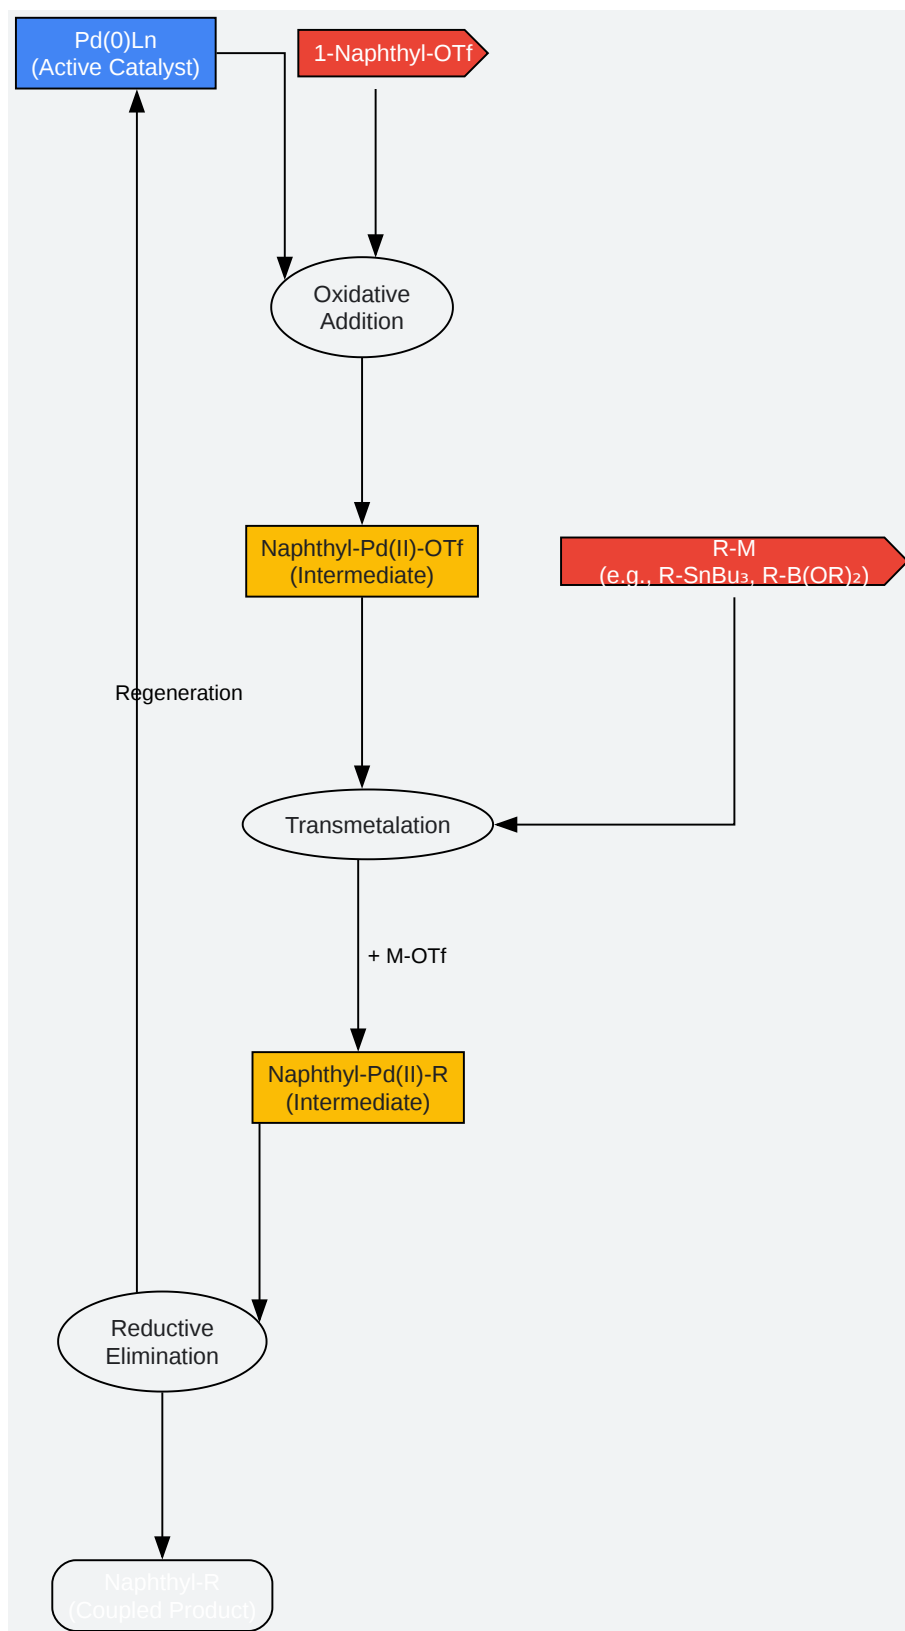 Pd(0)Ln
(Active Catalyst)
1-Naphthyl-OTf
Oxidative
Addition
Naphthyl-Pd(II)-OTf
(Intermediate)
R-M
(e.g., R-SnBu₃, R-B(OR)₂)
Regeneration
Transmetalation
+ M-OTf
Naphthyl-Pd(II)-R
(Intermediate)
Reductive
Elimination
Naphthyl-R
(Coupled Product)